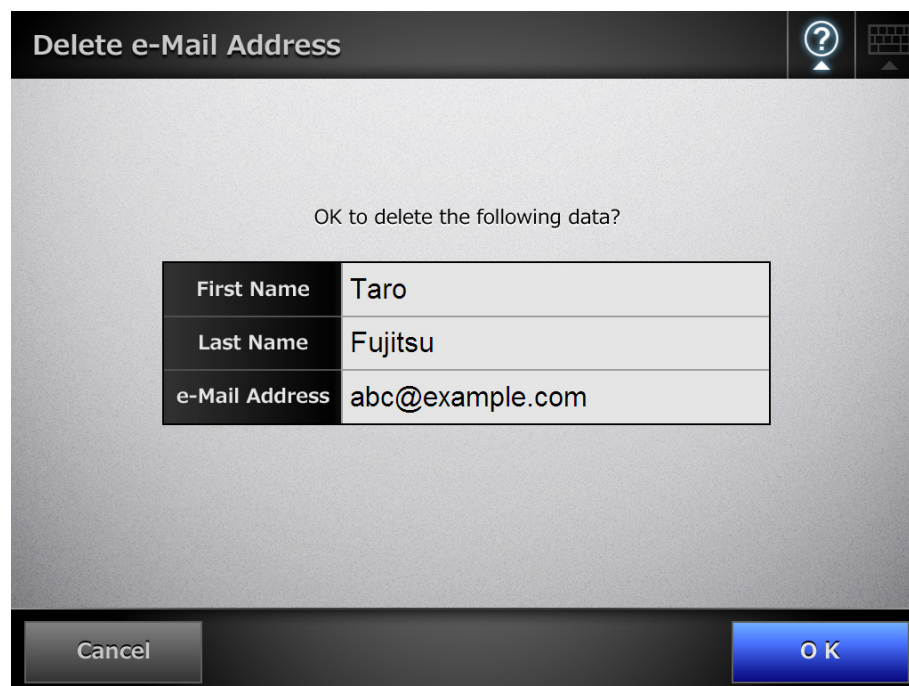 Delete e-Mail Address
?
OK to delete the following data?
First Name Taro
Last Name Fujitsu
e-Mail Address abc@example.com
Cancel OK